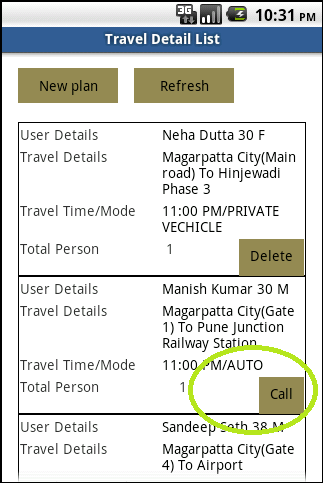 3G 10:31 PM
Travel Detail List
New plan Refresh
User Details Neha Dutta 30 F
Travel Details Magarpatta City(Main
road) To Hinjewadi
Phase 3
Travel Time/Mode 11:00 PM/PRIVATE
VECHICLE
Total Person 1
Delete
User Details Manish Kumar 30 M
Travel Details Magarpatta City(Gate
1) To Pune Junction
Railway Station
Travel Time/Mode 11:00 PM/AUTO
Total Person 1
Call
User Details Sandeep Seth 38 M
Travel Details Magarpatta City(Gate
4) To Airport